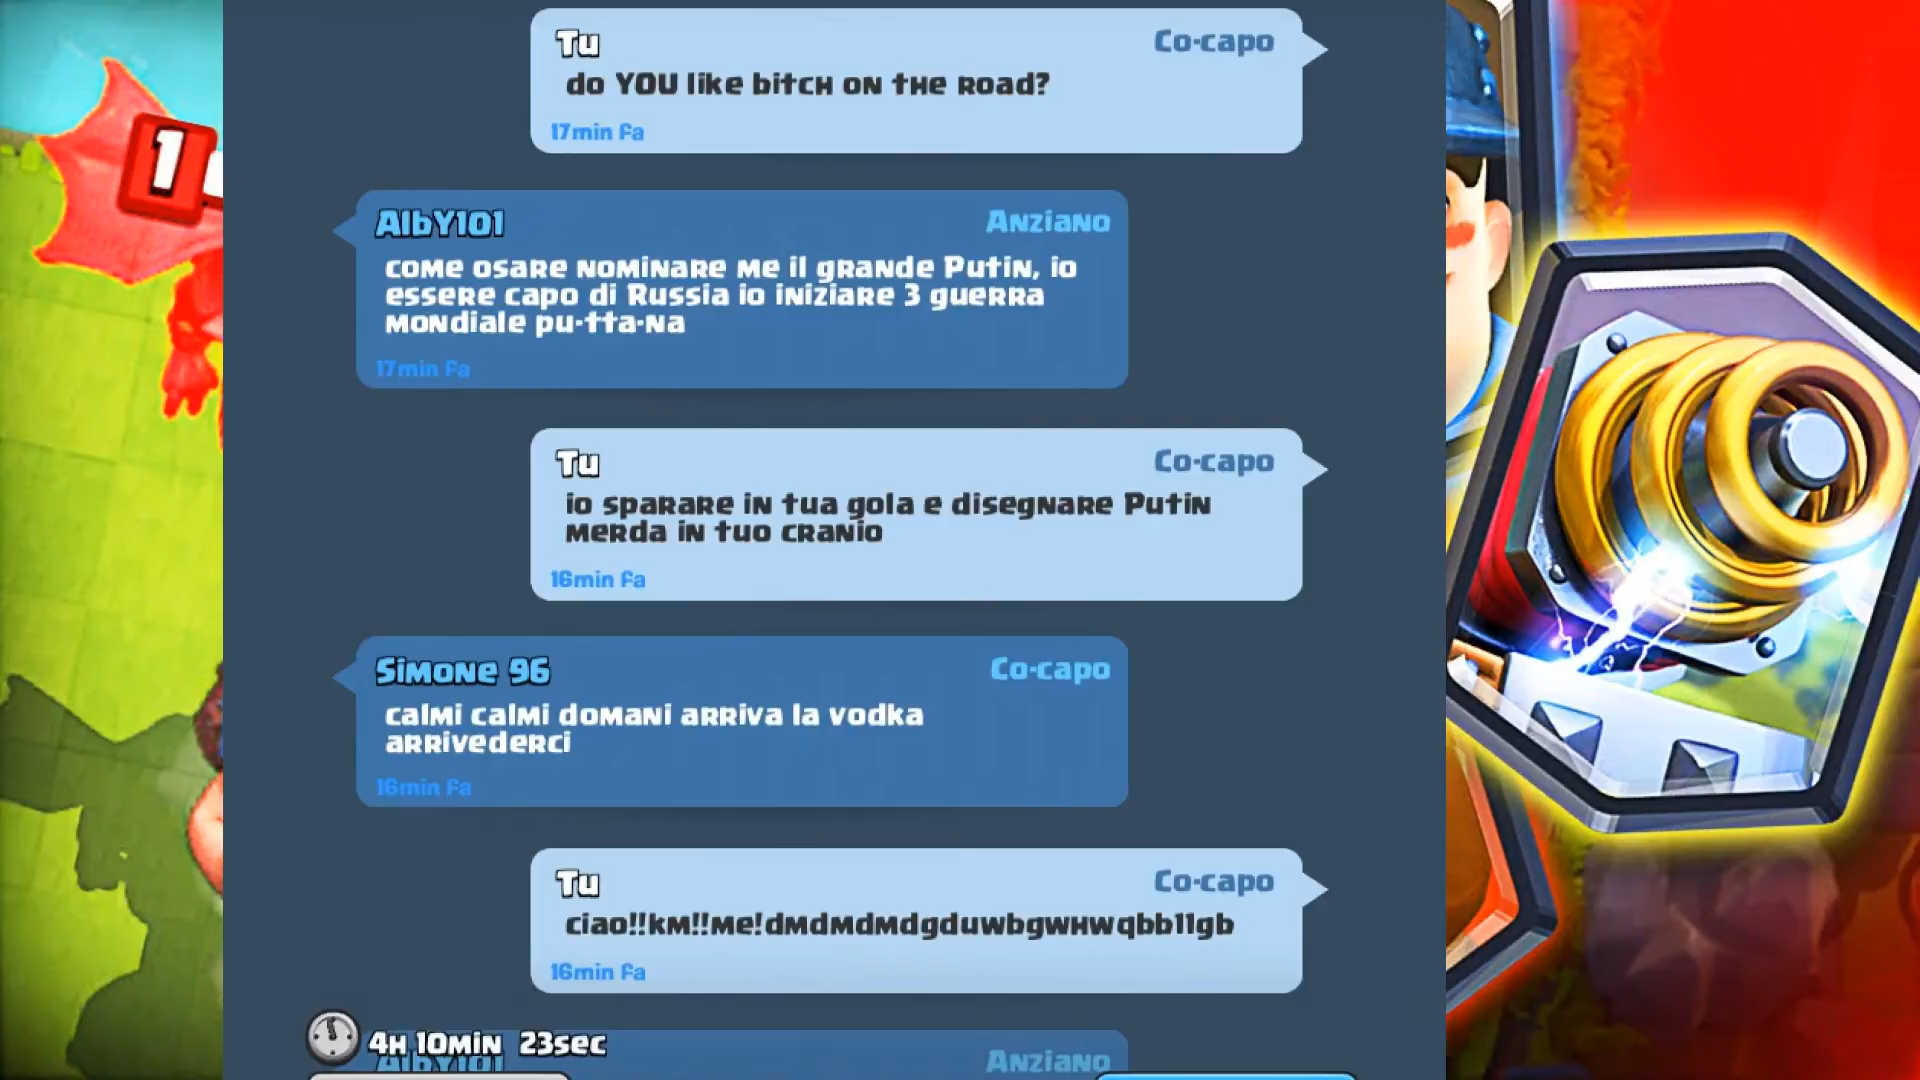 Tu Co-capo
do YOU like bitch on the road?
17min fa
1
AlbY101 Anziano
come osare nominare me il grande Putin, io
essere capo di Russia io iniziare 3 guerra
mondiale pu-tta-na
17min fa
Tu Co-capo
io sparare in tua gola e disegnare Putin
merda in tuo cranio
16min fa
Simone 96 Co-capo
calmi calmi domani arriva la vodka
arrivederci
16min fa
Tu Co-capo
ciao!!km!!me!dmdmdmdgduwbgwhwqbb11gb
16min fa
4h 10min 23sec
AlbY101 Anziano